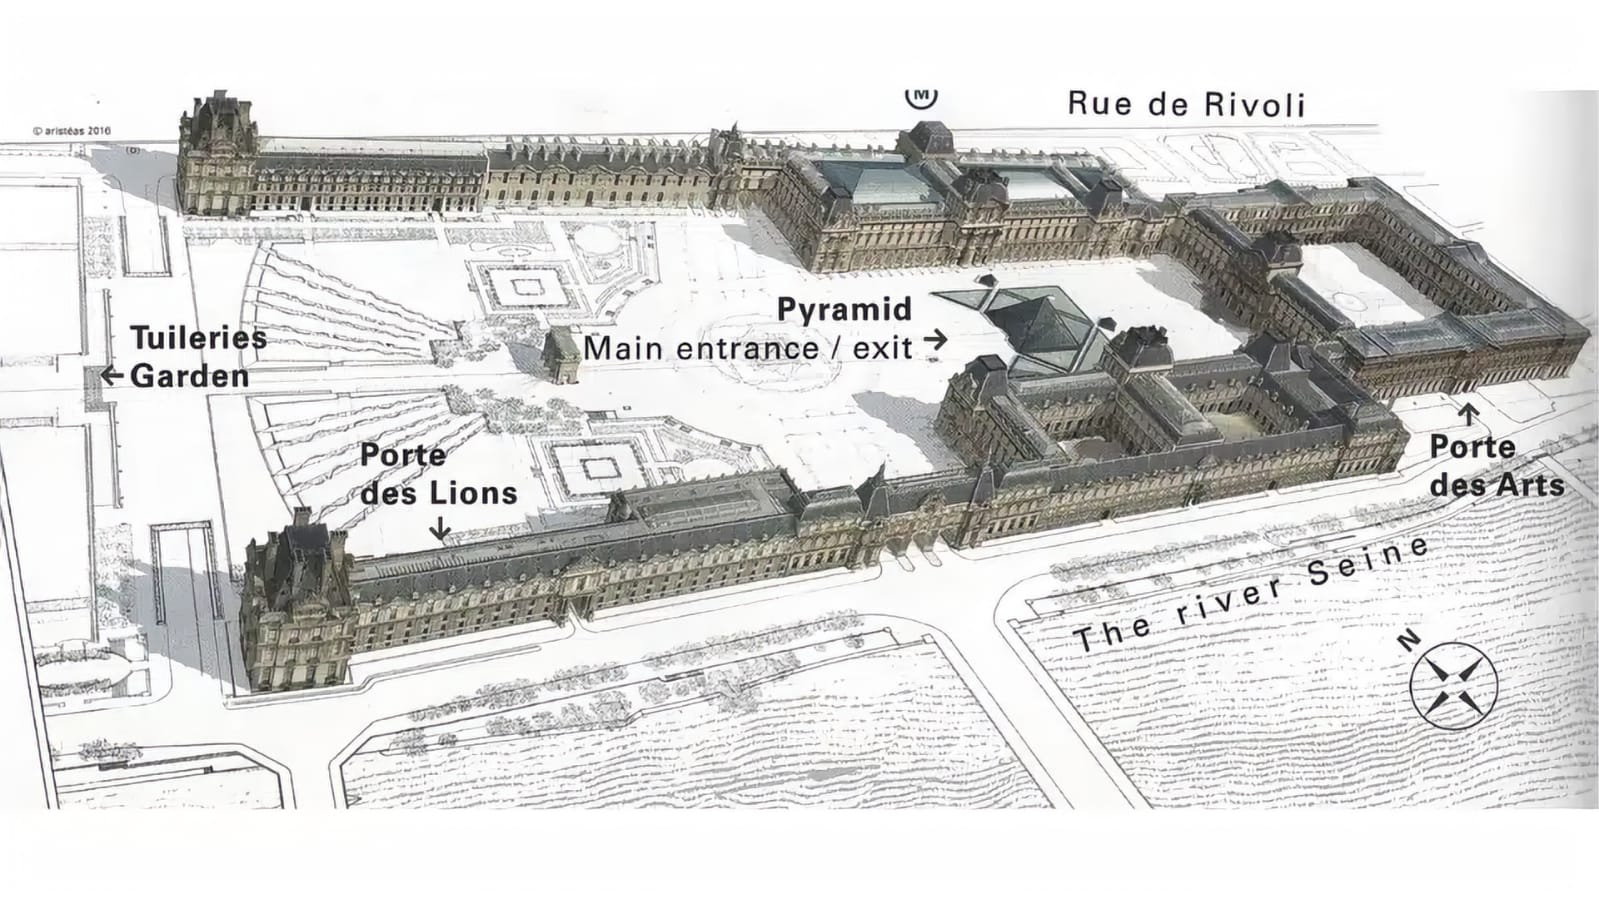 M
Rue de Rivoli
© aristéas 2016
Pyramid
Main entrance / exit →
Tuileries
←Garden
Porte
des Lions
↓
↑
Porte
des Arts
The river Seine
N